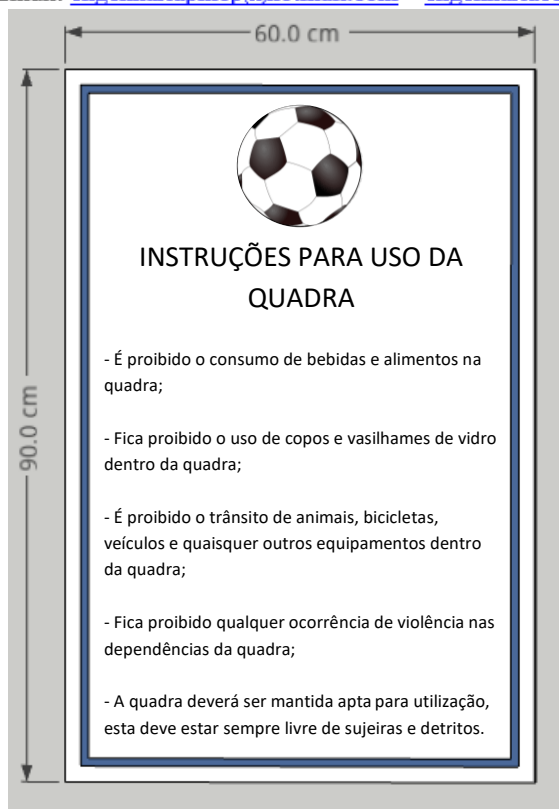 60.0 cm
90.0 cm
INSTRUÇÕES PARA USO DA
QUADRA
- É proibido o consumo de bebidas e alimentos na
quadra;
- Fica proibido o uso de copos e vasilhames de vidro
dentro da quadra;
- É proibido o trânsito de animais, bicicletas,
veículos e quaisquer outros equipamentos dentro
da quadra;
- Fica proibido qualquer ocorrência de violência nas
dependências da quadra;
- A quadra deverá ser mantida apta para utilização,
esta deve estar sempre livre de sujeiras e detritos.